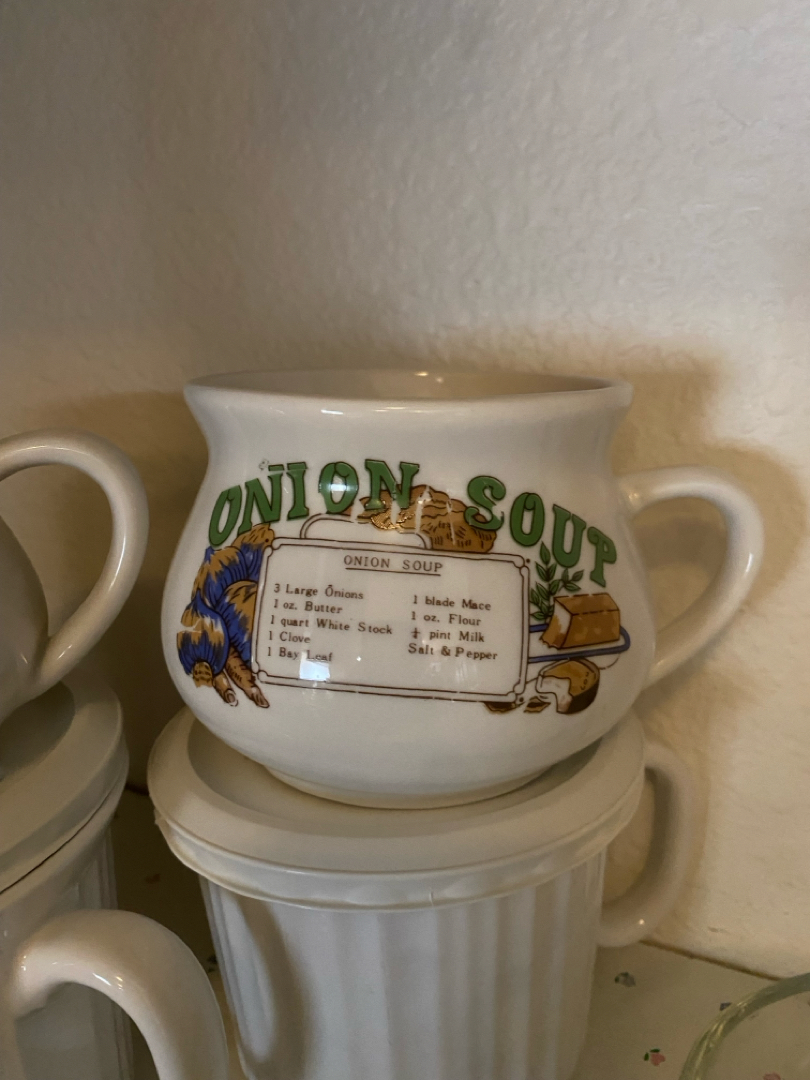 ONION SOUP
ONION SOUP
3 Large Onions
1 oz. Butter
1 quart White Stock
1 Clove
1 Bay Leaf
1 blade Mace
1 oz. Flour
¼ pint Milk
Salt & Pepper